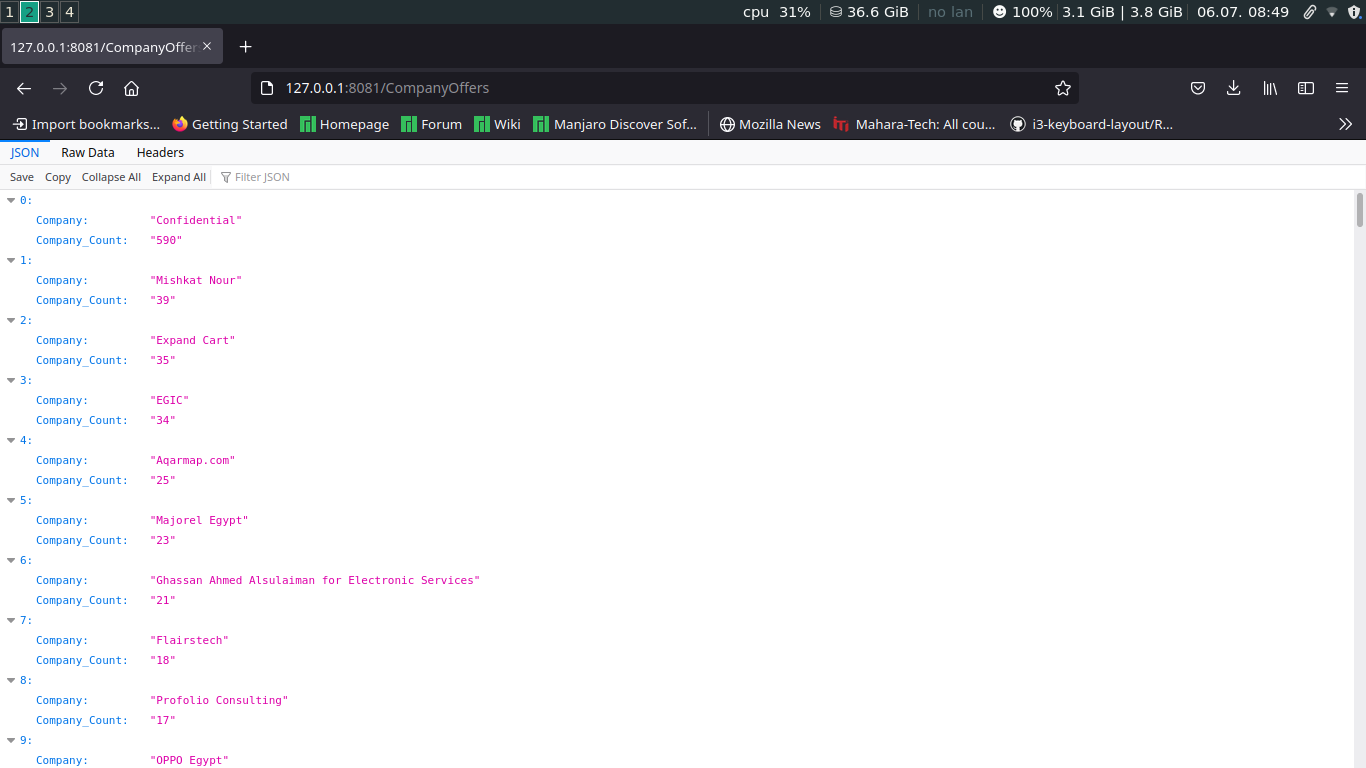 1 2 3 4 cpu 31% 36.6 GiB no lan 100% 3.1 GiB | 3.8 GiB 06.07. 08:49
127.0.0.1:8081/CompanyOffer
127.0.0.1:8081/CompanyOffers
Import bookmarks... Getting Started Homepage Forum Wiki Manjaro Discover Sof... Mozilla News Mahara-Tech: All cou... i3-keyboard-layout/R...
JSON Raw Data Headers
Save Copy Collapse All Expand All Filter JSON
0:
Company: "Confidential"
Company_Count: "590"
1:
Company: "Mishkat Nour"
Company_Count: "39"
2:
Company: "Expand Cart"
Company_Count: "35"
3:
Company: "EGIC"
Company_Count: "34"
4:
Company: "Aqarmap.com"
Company_Count: "25"
5:
Company: "Majorel Egypt"
Company_Count: "23"
6:
Company: "Ghassan Ahmed Alsulaiman for Electronic Services"
Company_Count: "21"
7:
Company: "Flairstech"
Company_Count: "18"
8:
Company: "Profolio Consulting"
Company_Count: "17"
9:
Company: "OPPO Egypt"